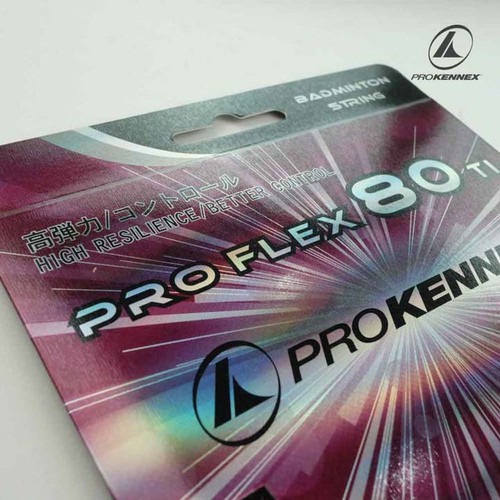 PROKENNEX
BADMINTON
STRING
高弾力/コントロール
HIGH RESILIENCE/BETTER CONTROL
PRO FLEX 80 TI
PROKENNE